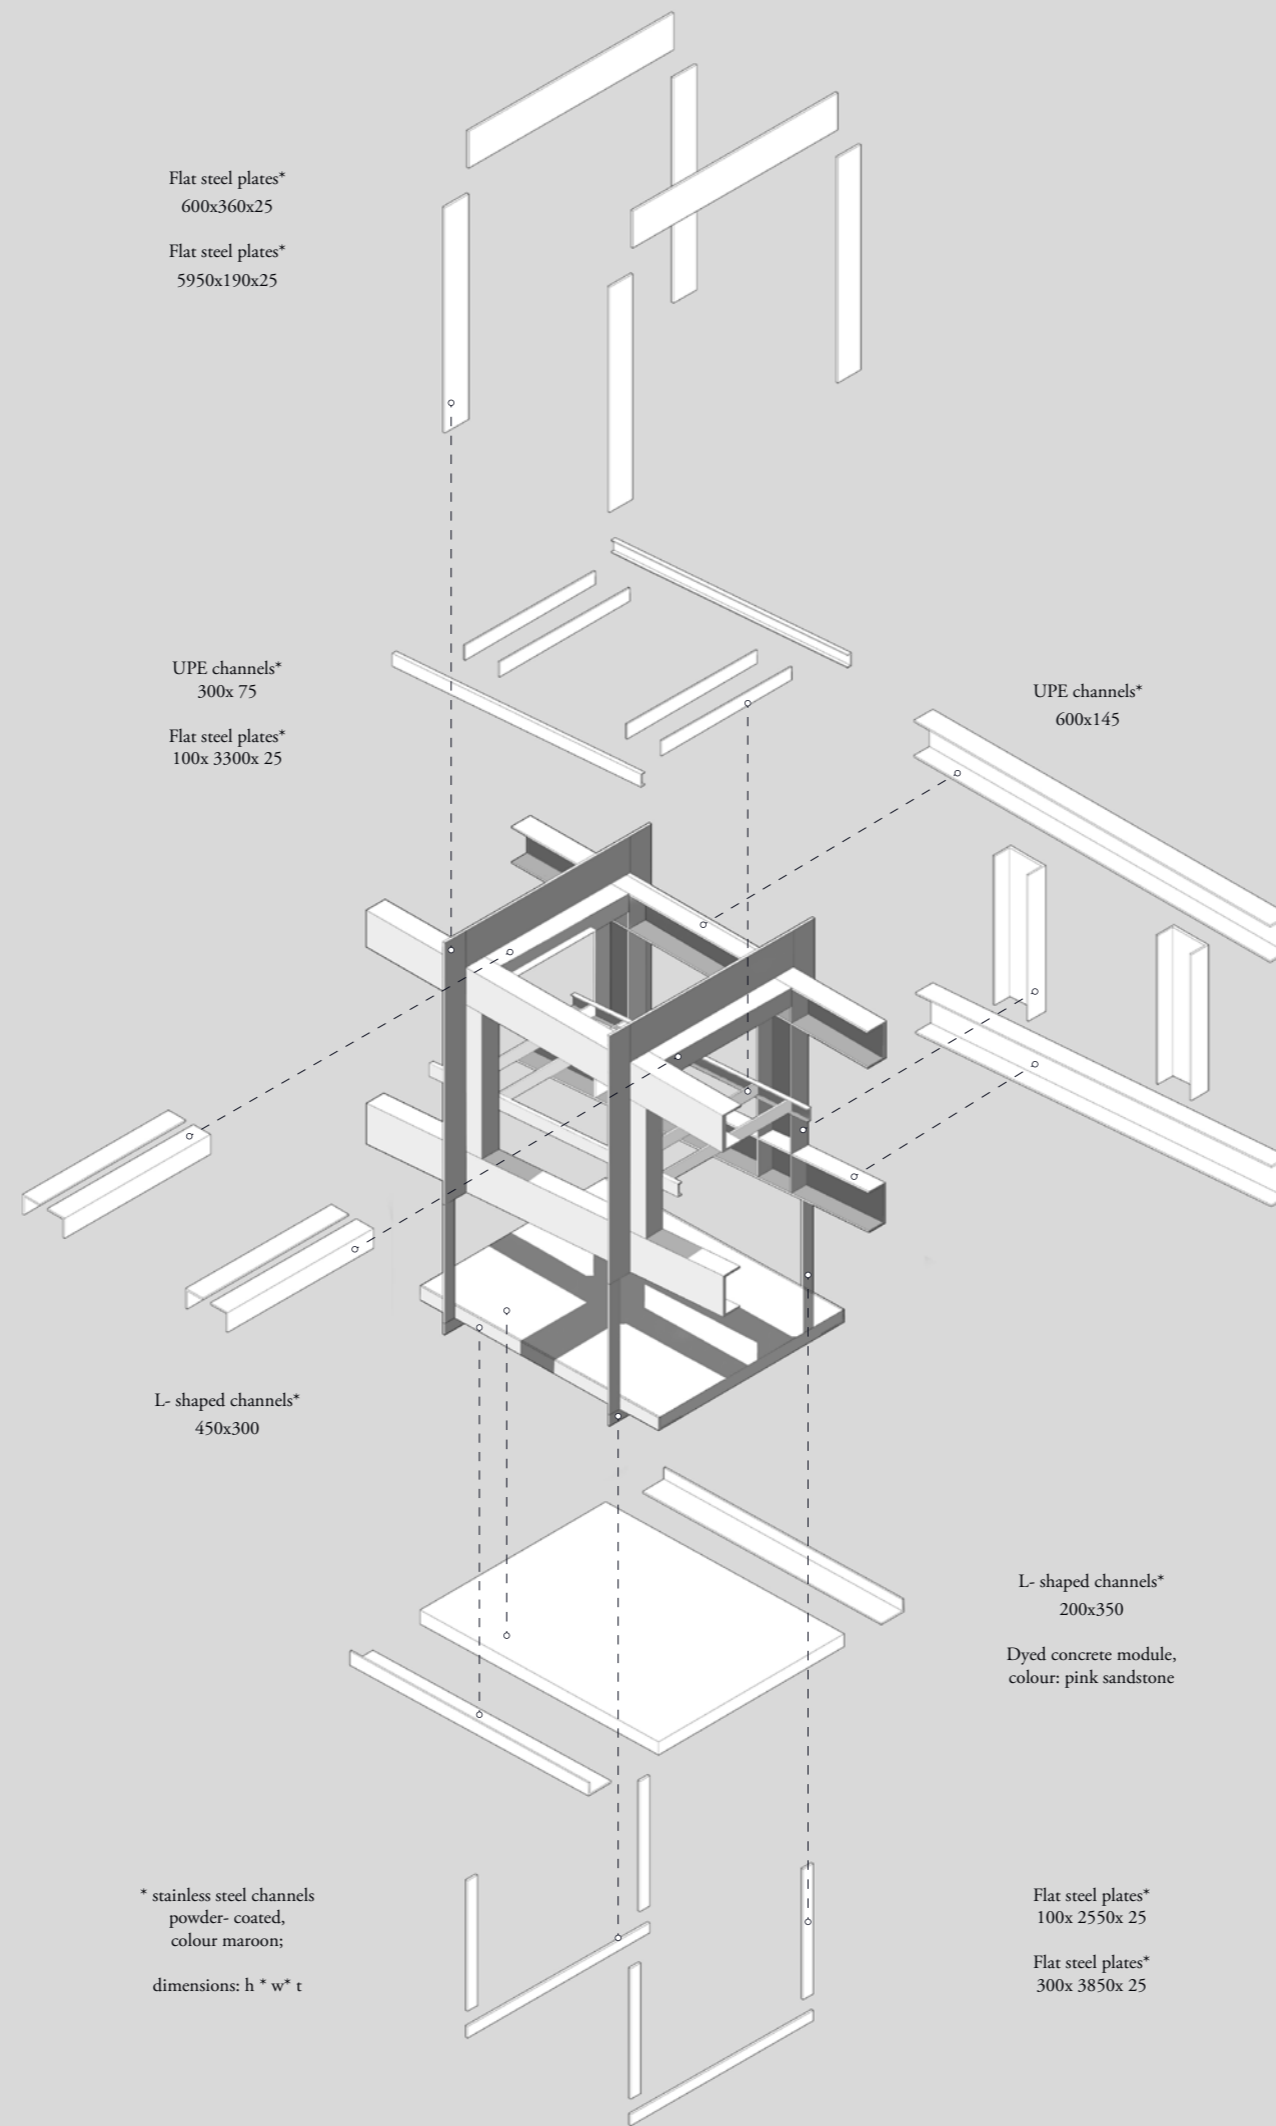 Flat steel plates*
600x360x25
Flat steel plates*
5950x190x25
UPE channels*
300x 75
Flat steel plates*
100x 3300x 25
UPE channels*
600x145
L- shaped channels*
450x300
L- shaped channels*
200x350
Dyed concrete module,
colour: pink sandstone
* stainless steel channels
powder- coated,
colour maroon;
dimensions: h * w* t
Flat steel plates*
100x 2550x 25
Flat steel plates*
300x 3850x 25